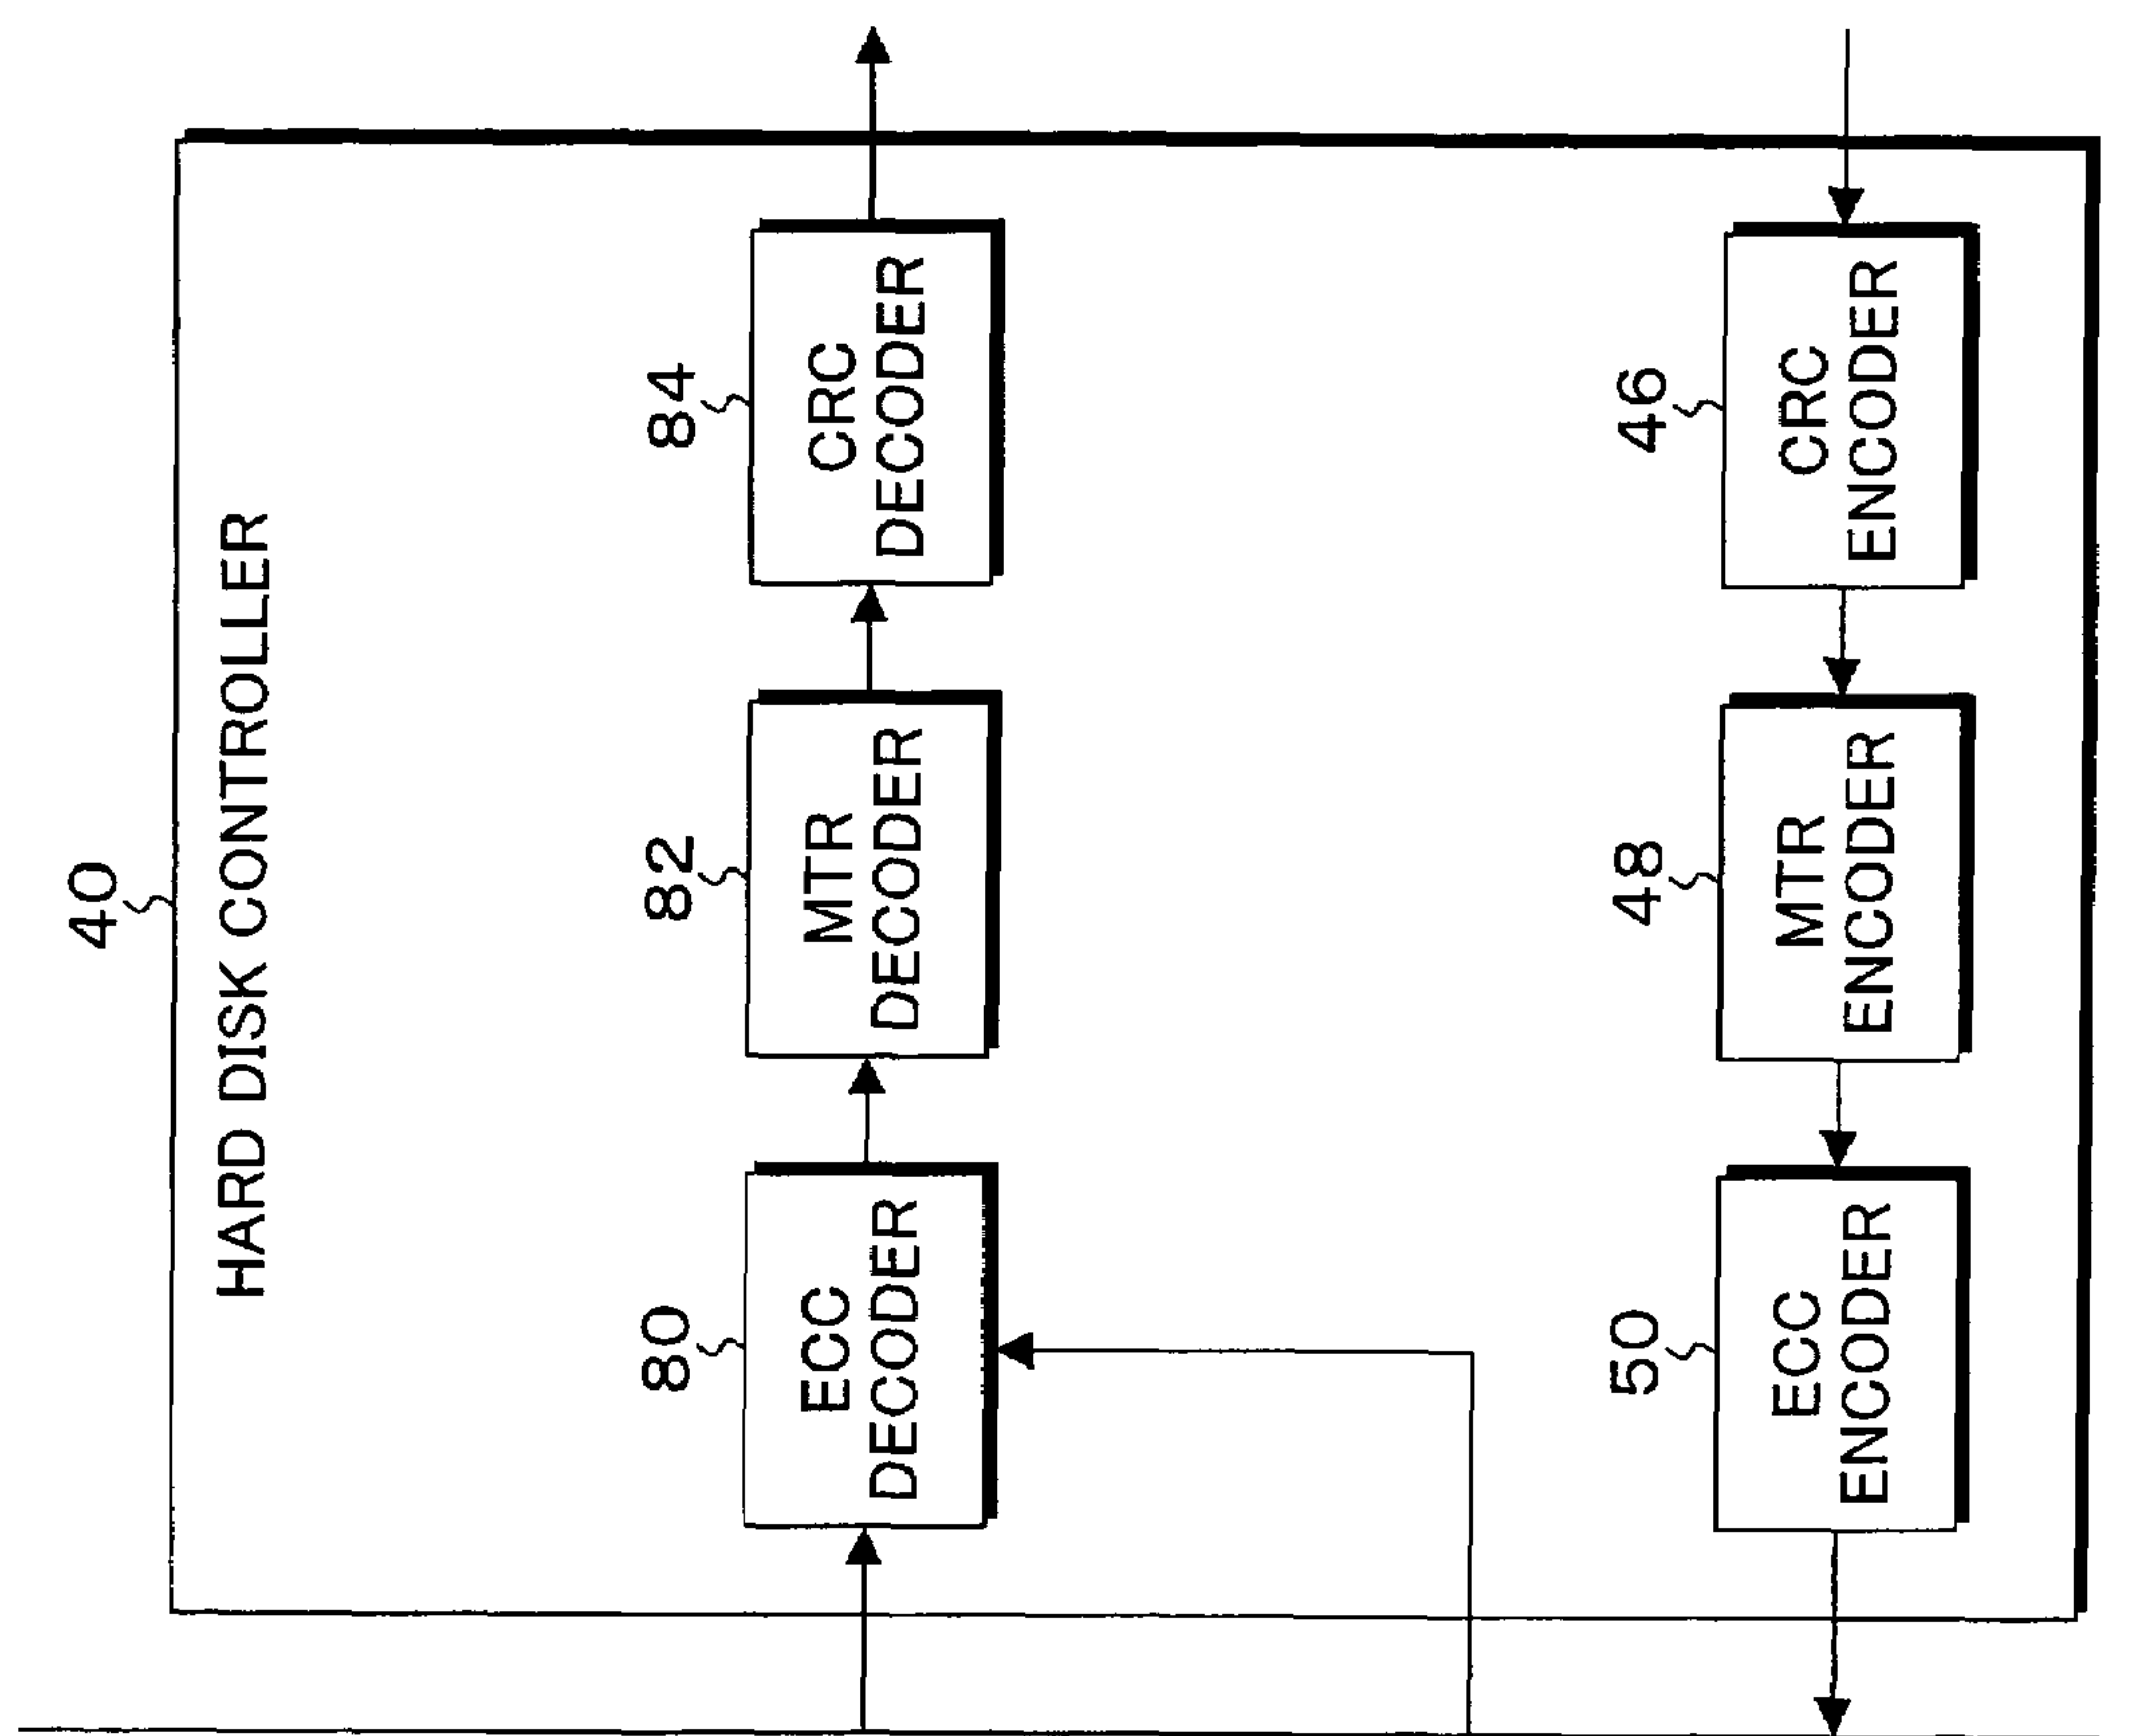 40
HARD DISK CONTROLLER
80
ECC
DECODER
82
MTR
DECODER
84
CRC
DECODER
50
ECC
ENCODER
48
MTR
ENCODER
46
CRC
ENCODER